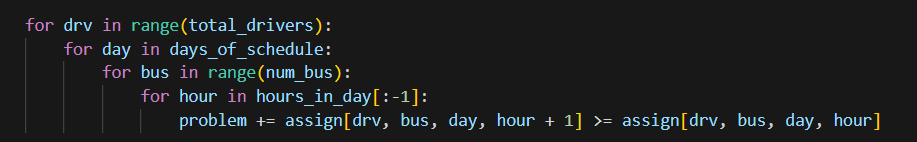 for drv in range(total_drivers):
    for day in days_of_schedule:
        for bus in range(num_bus):
            for hour in hours_in_day[:-1]:
                problem += assign[drv, bus, day, hour + 1] >= assign[drv, bus, day, hour]